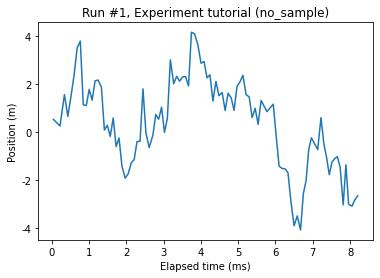 Run #1, Experiment tutorial (no_sample)
Position (m)
4
2
0
-2
-4
0 1 2 3 4 5 6 7 8
Elapsed time (ms)